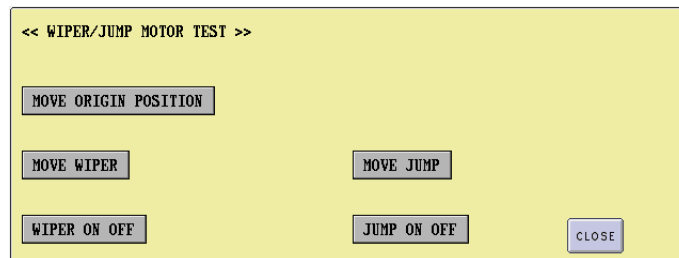 << WIPER/JUMP MOTOR TEST >>
MOVE ORIGIN POSITION
MOVE WIPER MOVE JUMP
WIPER ON OFF JUMP ON OFF CLOSE